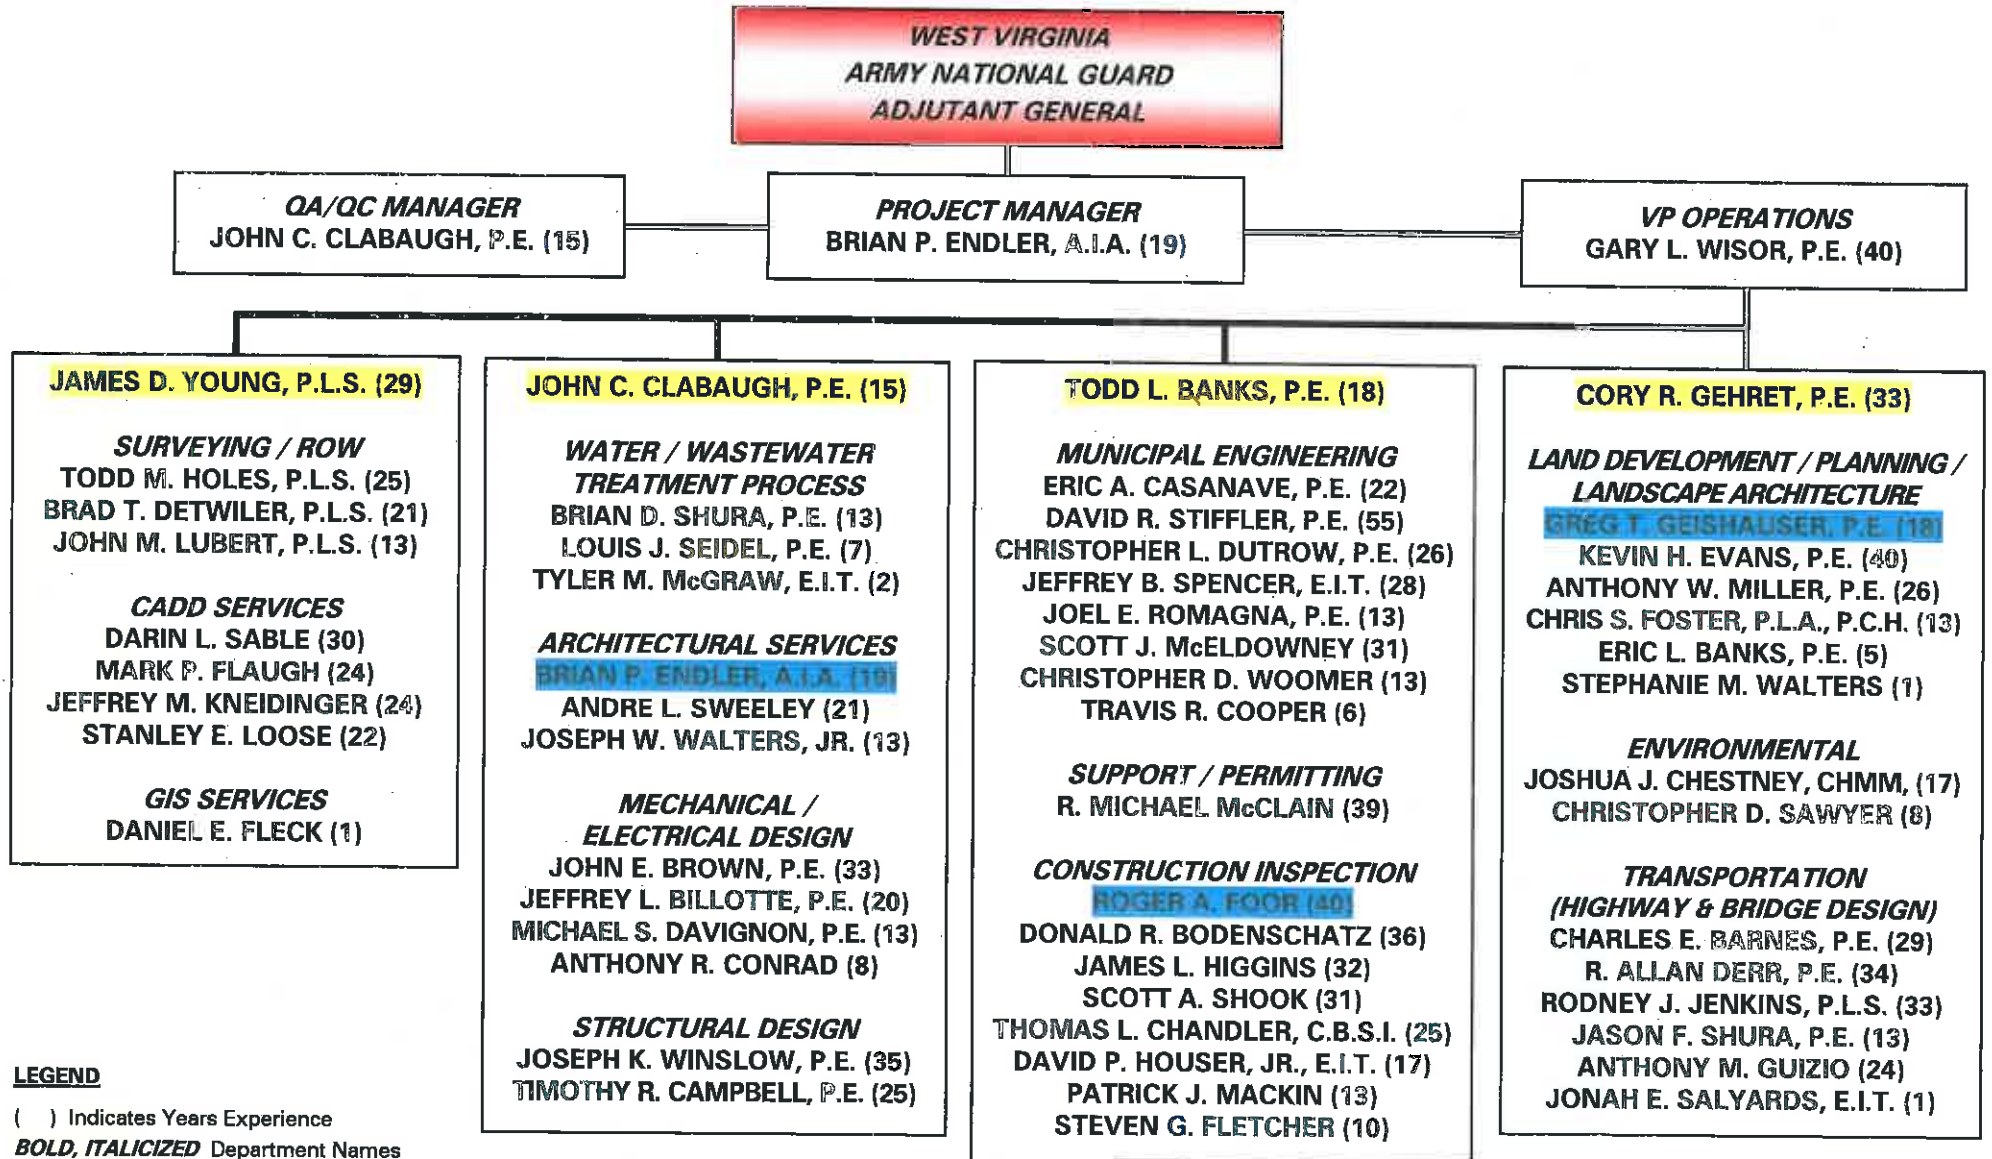 WEST VIRGINIA
ARMY NATIONAL GUARD
ADJUTANT GENERAL
QA/QC MANAGER
JOHN C. CLABAUGH, P.E. (15)
PROJECT MANAGER
BRIAN P. ENDLER, A.I.A. (19)
VP OPERATIONS
GARY L. WISOR, P.E. (40)
JAMES D. YOUNG, P.L.S. (29)
SURVEYING / ROW
TODD M. HOLES, P.L.S. (25)
BRAD T. DETWILER, P.L.S. (21)
JOHN M. LUBERT, P.L.S. (13)
CADD SERVICES
DARIN L. SABLE (30)
MARK P. FLAUGH (24)
JEFFREY M. KNEIDINGER (24)
STANLEY E. LOOSE (22)
GIS SERVICES
DANIEL E. FLECK (1)
JOHN C. CLABAUGH, P.E. (15)
WATER / WASTEWATER
TREATMENT PROCESS
BRIAN D. SHURA, P.E. (13)
LOUIS J. SEIDEL, P.E. (7)
TYLER M. McGRAW, E.I.T. (2)
ARCHITECTURAL SERVICES
BRIAN P. ENDLER, A.I.A. (19)
ANDRE L. SWEELEY (21)
JOSEPH W. WALTERS, JR. (13)
MECHANICAL /
ELECTRICAL DESIGN
JOHN E. BROWN, P.E. (33)
JEFFREY L. BILLOTTE, P.E. (20)
MICHAEL S. DAVIGNON, P.E. (13)
ANTHONY R. CONRAD (8)
STRUCTURAL DESIGN
JOSEPH K. WINSLOW, P.E. (35)
TIMOTHY R. CAMPBELL, P.E. (25)
TODD L. BANKS, P.E. (18)
MUNICIPAL ENGINEERING
ERIC A. CASANAVE, P.E. (22)
DAVID R. STIFFLER, P.E. (55)
CHRISTOPHER L. DUTROW, P.E. (26)
JEFFREY B. SPENCER, E.I.T. (28)
JOEL E. ROMAGNA, P.E. (13)
SCOTT J. McELDOWNEY (31)
CHRISTOPHER D. WOOMER (13)
TRAVIS R. COOPER (6)
SUPPORT / PERMITTING
R. MICHAEL McCLAIN (39)
CONSTRUCTION INSPECTION
ROGER A. FOOR (40)
DONALD R. BODENSCHATZ (36)
JAMES L. HIGGINS (32)
SCOTT A. SHOOK (31)
THOMAS L. CHANDLER, C.B.S.I. (25)
DAVID P. HOUSER, JR., E.I.T. (17)
PATRICK J. MACKIN (13)
STEVEN G. FLETCHER (10)
CORY R. GEHRET, P.E. (33)
LAND DEVELOPMENT / PLANNING /
LANDSCAPE ARCHITECTURE
GREG T. GEISHAUSER, P.E. (18)
KEVIN H. EVANS, P.E. (40)
ANTHONY W. MILLER, P.E. (26)
CHRIS S. FOSTER, P.L.A., P.C.H. (13)
ERIC L. BANKS, P.E. (5)
STEPHANIE M. WALTERS (1)
ENVIRONMENTAL
JOSHUA J. CHESTNEY, CHMM, (17)
CHRISTOPHER D. SAWYER (8)
TRANSPORTATION
(HIGHWAY & BRIDGE DESIGN)
CHARLES E. BARNES, P.E. (29)
R. ALLAN DERR, P.E. (34)
RODNEY J. JENKINS, P.L.S. (33)
JASON F. SHURA, P.E. (13)
ANTHONY M. GUIZIO (24)
JONAH E. SALYARDS, E.I.T. (1)
LEGEND
( ) Indicates Years Experience
BOLD, ITALICIZED Department Names